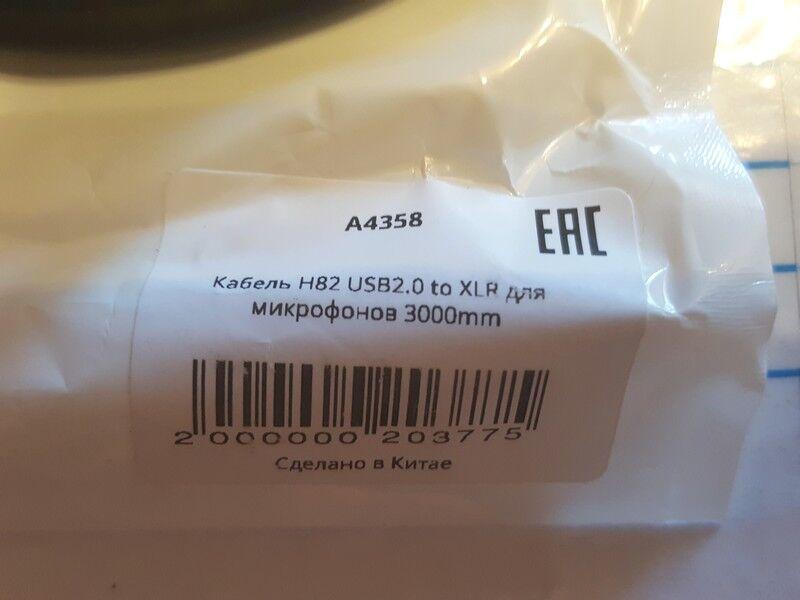 A4358
EAC
Кабель H82 USB2.0 to XLR для
микрофонов 3000mm
2 000000 203775
Сделано в Китае